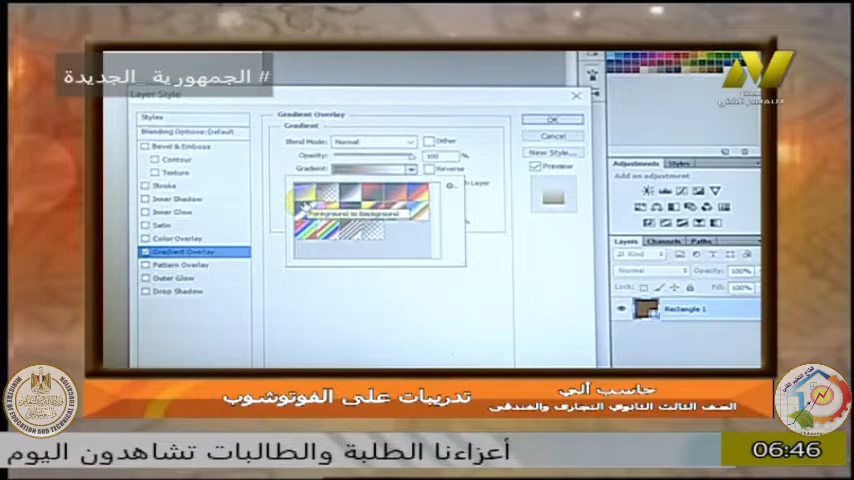 # الجمهورية_الجديدة
Layer Style
Styles
Blending Options:Default
Bevel & Emboss
Contour
Texture
Stroke
Inner Shadow
Inner Glow
Satin
Color Overlay
Gradient Overlay
Pattern Overlay
Outer Glow
Drop Shadow
Gradient Overlay
Gradient
Blend Mode: Normal
Dither
Opacity: 100 %
Gradient:
Reverse
h Layer
Foreground to Background
%
OK
Cancel
New Style...
Preview
Adjustments Styles
Add an adjustment
Layers Channels Paths
Kind
Normal
Opacity: 100%
Lock:
Fill: 100%
Rectangle 1
حاسب آلي
الصف الثالث الثانوي التجاري والفندقي
تدريبات على الفوتوشوب
أعزاءنا الطلبة والطالبات تشاهدون اليوم
06:46